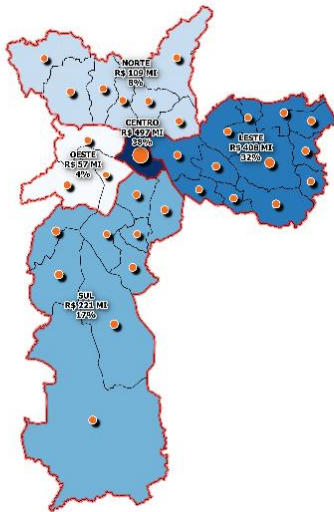 NORTE
R$ 109 MI
8%
CENTRO
R$ 497 MI
38%
LESTE
R$ 408 MI
32%
OESTE
R$ 57 MI
4%
SUL
R$ 221 MI
17%